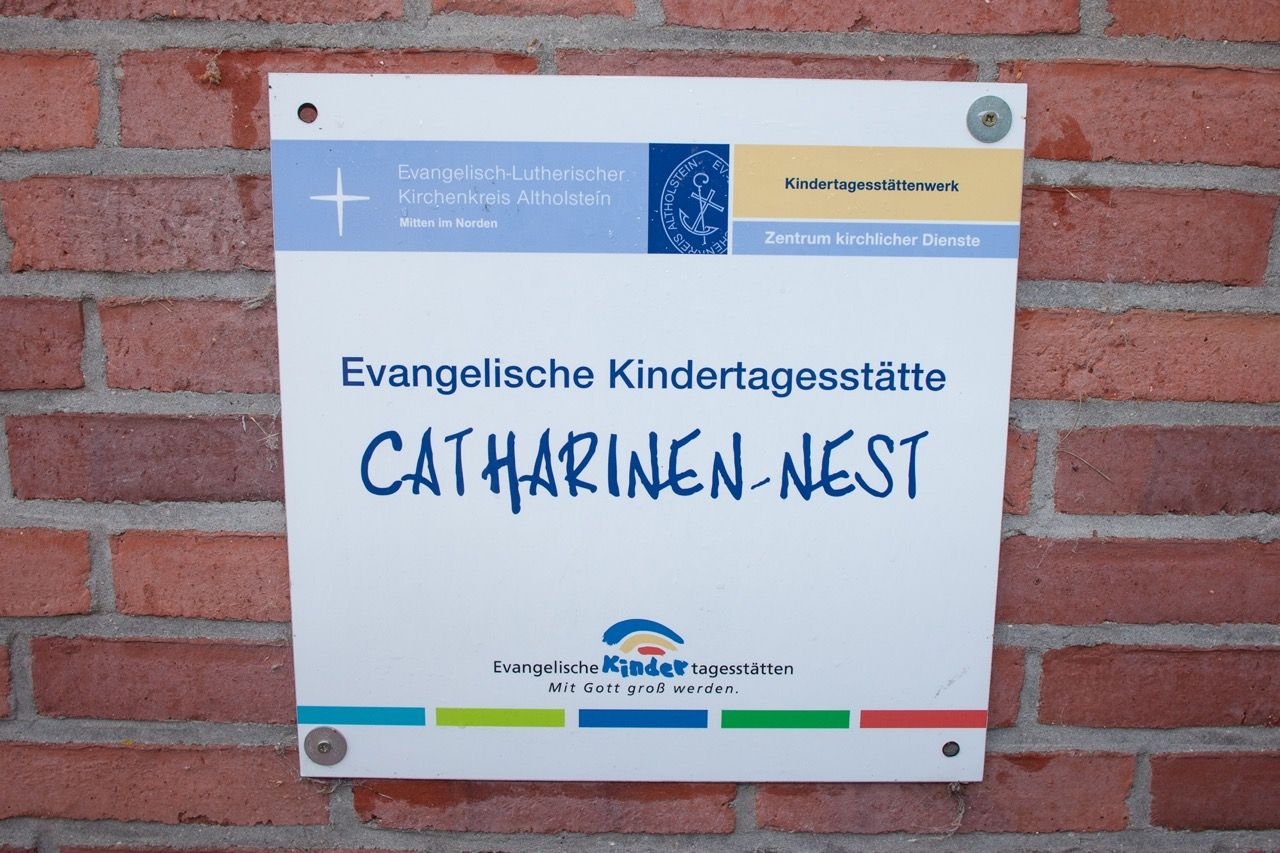 Evangelisch-Lutherischer
Kirchenkreis Altholstein
Mitten im Norden
ALTHOLSTEIN
Kindertagesstättenwerk
Zentrum kirchlicher Dienste
Evangelische Kindertagesstätte
CATHARINEN-NEST
Evangelische Kinder tagesstätten
Mit Gott groß werden.